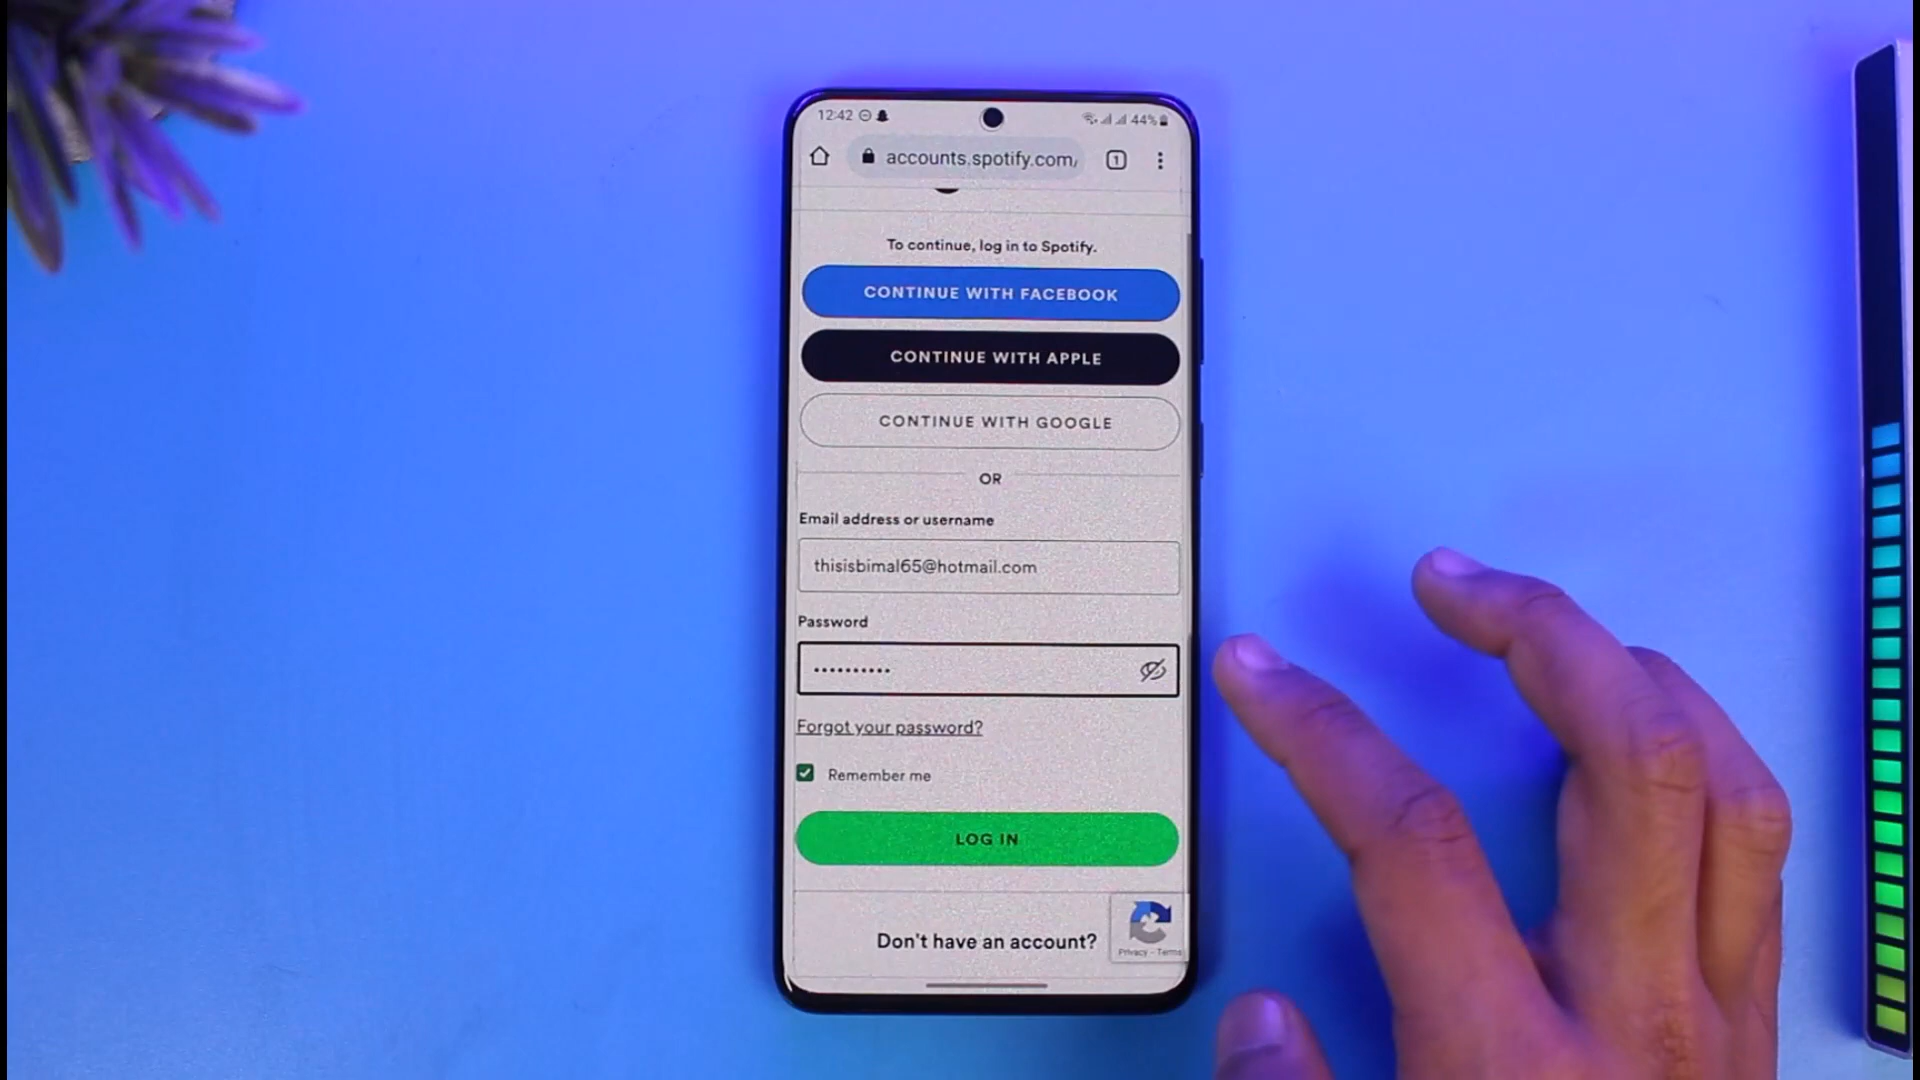 12:42
44%
accounts.spotify.com/
1
To continue, log in to Spotify.
CONTINUE WITH FACEBOOK
CONTINUE WITH APPLE
CONTINUE WITH GOOGLE
OR
Email address or username
thisisbimal65@hotmail.com
Password
••••••••••
Forgot your password?
Remember me
LOG IN
Don't have an account?
Privacy - Terms